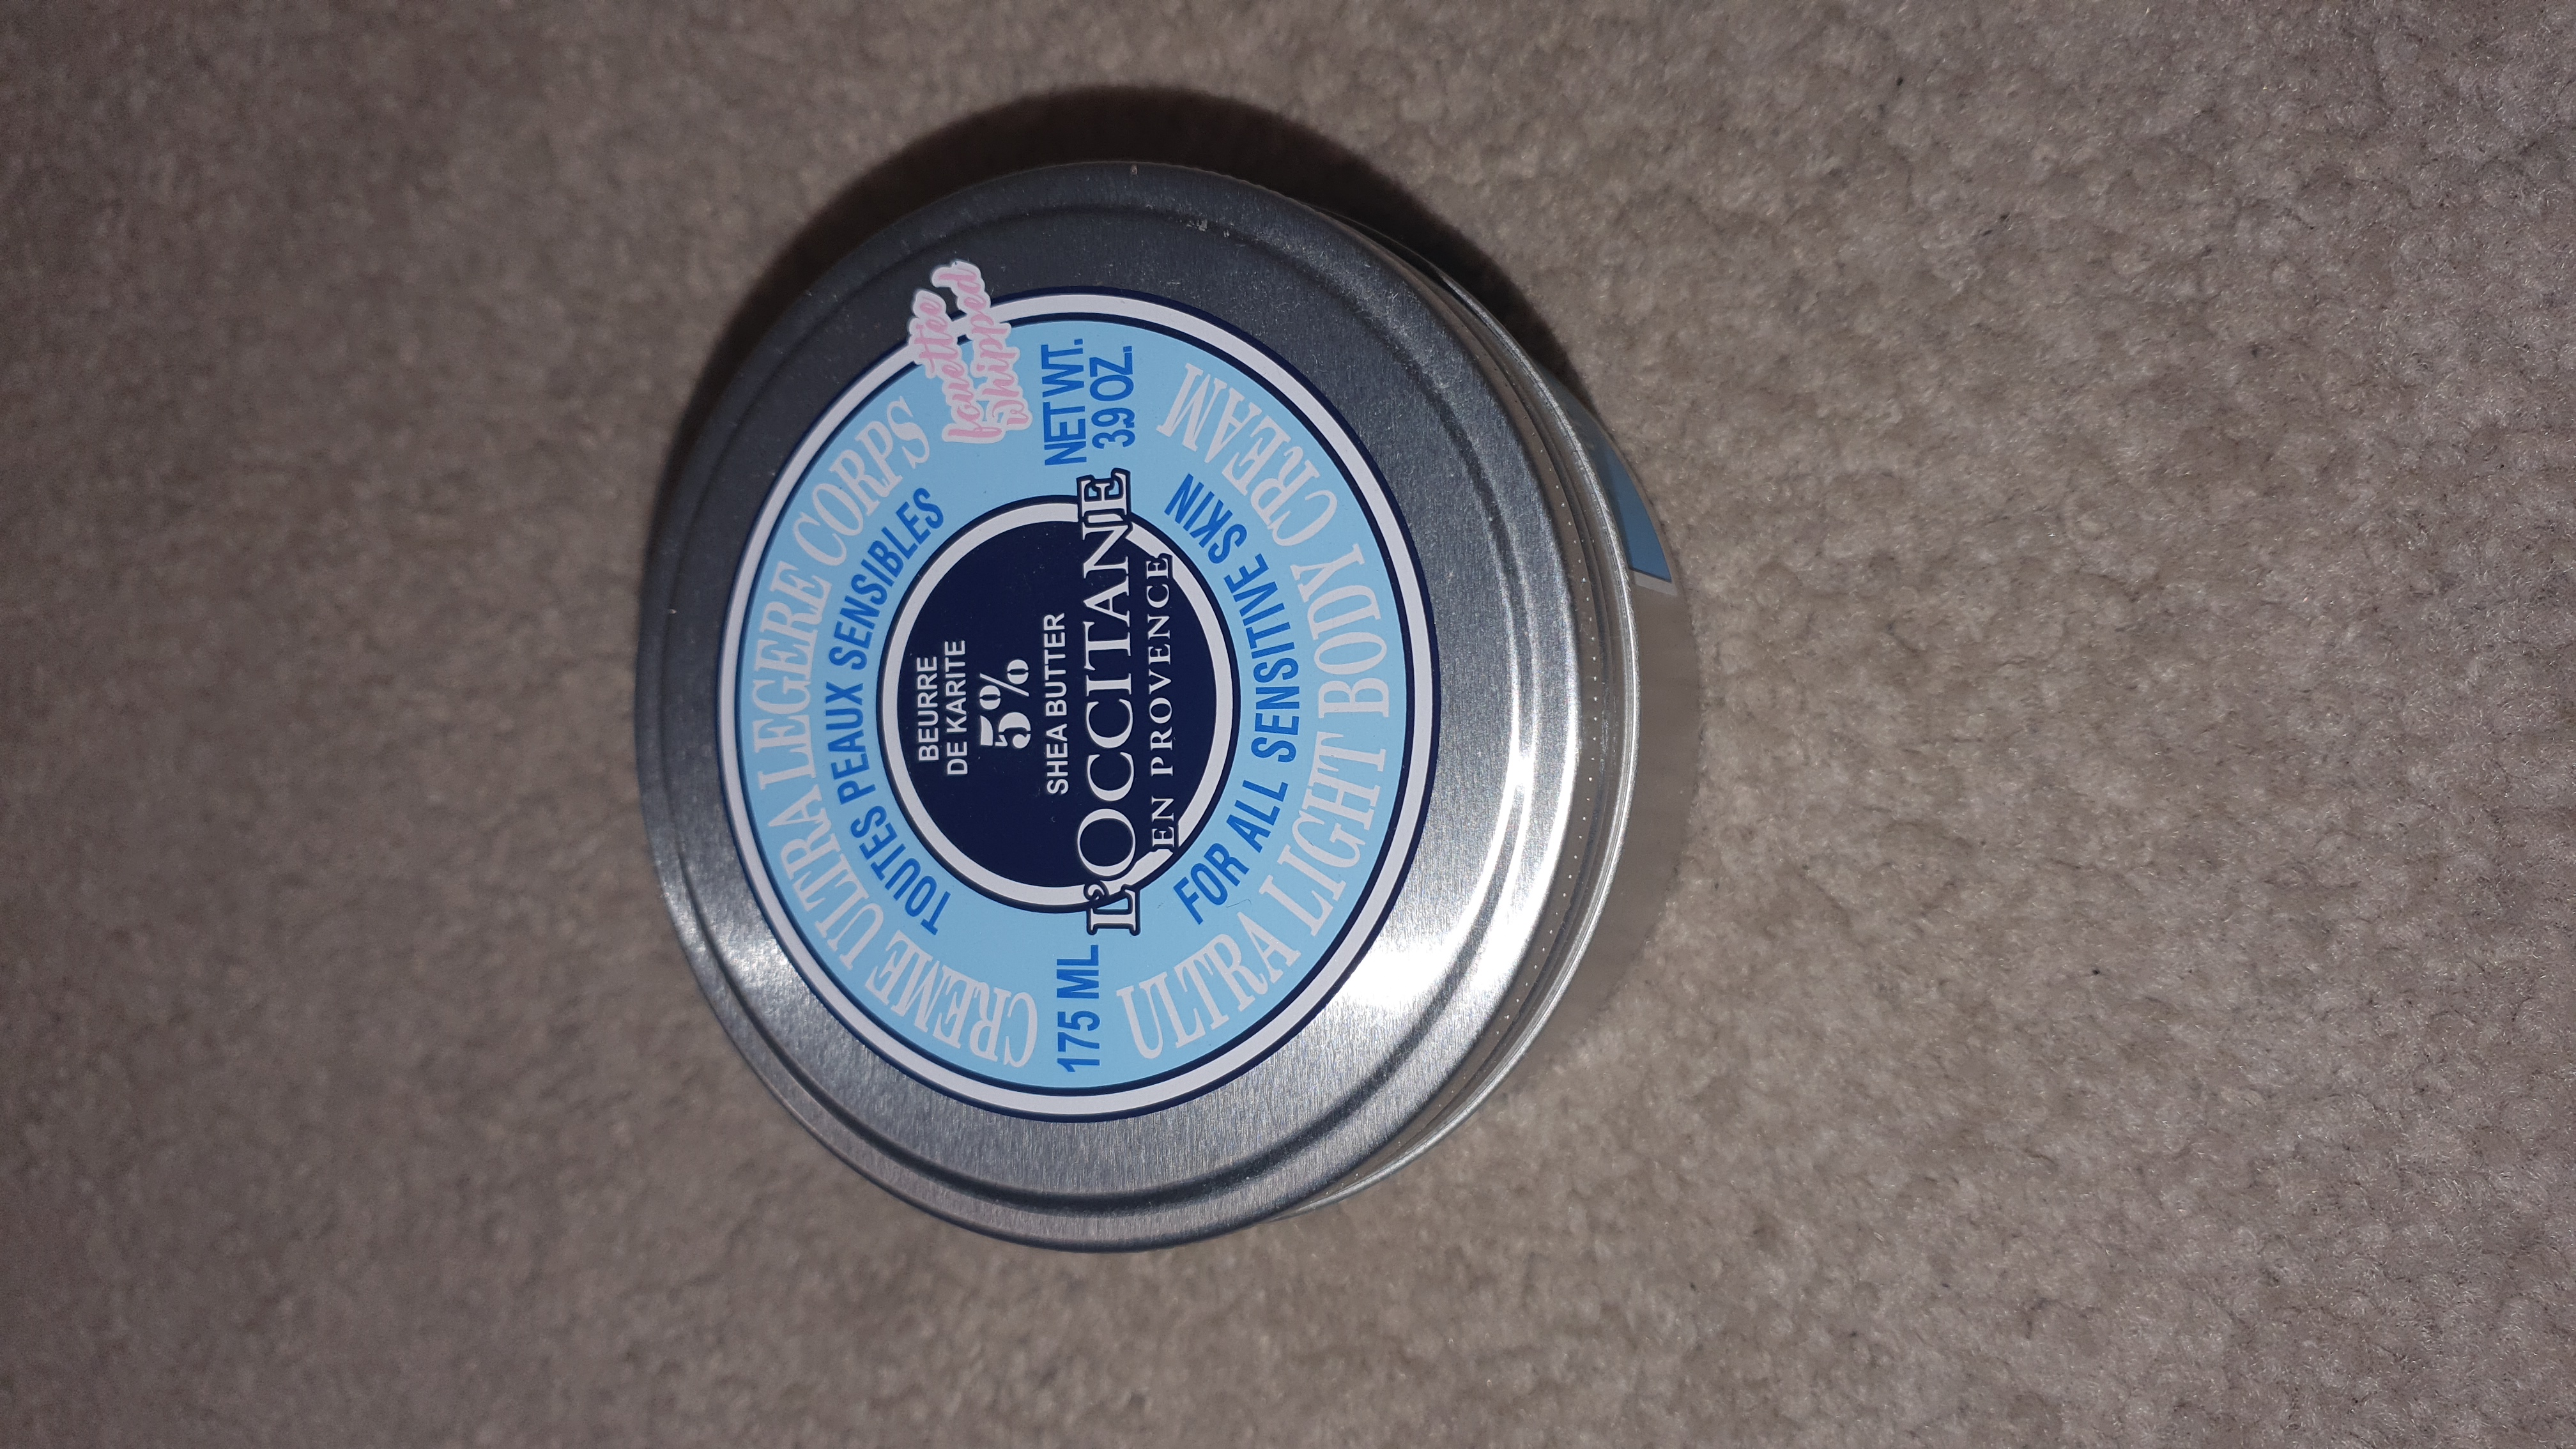 CREME ULTRA LEGERE CORPS
TOUTES PEAUX SENSIBLES
fouettée
whipped
BEURRE
DE KARITE
5%
SHEA BUTTER
L'OCCITANE
EN PROVENCE
175 ML
NET WT.
3.9 OZ.
FOR ALL SENSITIVE SKIN
ULTRA LIGHT BODY CREAM